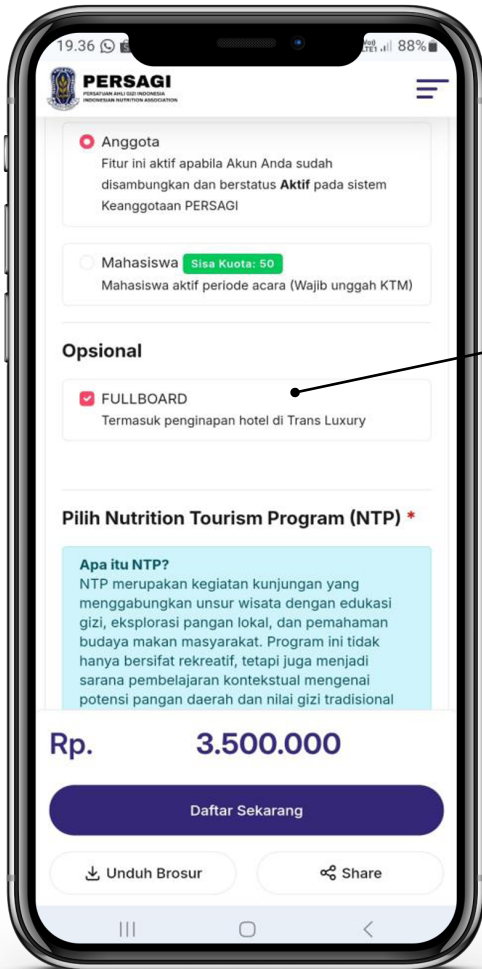 19.36
88%
PERSAGI
PERSATUAN AHLI GIZI INDONESIA
INDONESIAN NUTRITION ASSOCIATION
Anggota
Fitur ini aktif apabila Akun Anda sudah
disambungkan dan berstatus Aktif pada sistem
Keanggotaan PERSAGI
Mahasiswa Sisa Kuota: 50
Mahasiswa aktif periode acara (Wajib unggah KTM)
Opsional
FULLBOARD
Termasuk penginapan hotel di Trans Luxury
Pilih Nutrition Tourism Program (NTP) *
Apa itu NTP?
NTP merupakan kegiatan kunjungan yang
menggabungkan unsur wisata dengan edukasi
gizi, eksplorasi pangan lokal, dan pemahaman
budaya makan masyarakat. Program ini tidak
hanya bersifat rekreatif, tetapi juga menjadi
sarana pembelajaran kontekstual mengenai
potensi pangan daerah dan nilai gizi tradisional
Rp. 3.500.000
Daftar Sekarang
Unduh Brosur
Share